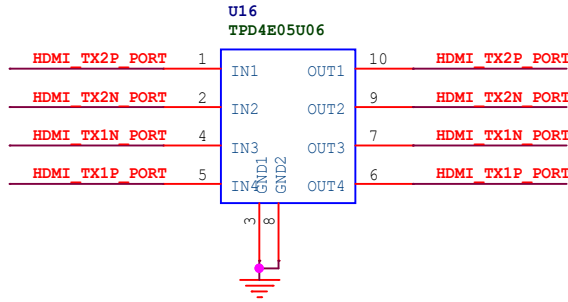 U16
TPD4E05U06
HDMI_TX2P_PORT 1 IN1 OUT1 10 HDMI_TX2P_PORT
HDMI_TX2N_PORT 2 IN2 OUT2 9 HDMI_TX2N_PORT
HDMI_TX1N_PORT 4 IN3 OUT3 7 HDMI_TX1N_PORT
HDMI_TX1P_PORT 5 IN4 OUT4 6 HDMI_TX1P_PORT
GND1 GND2
3 8